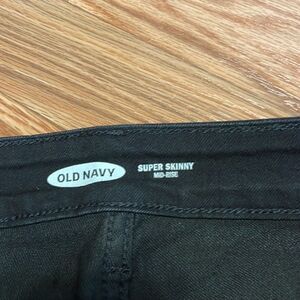 OLD NAVY
SUPER SKINNY
MID-RISE